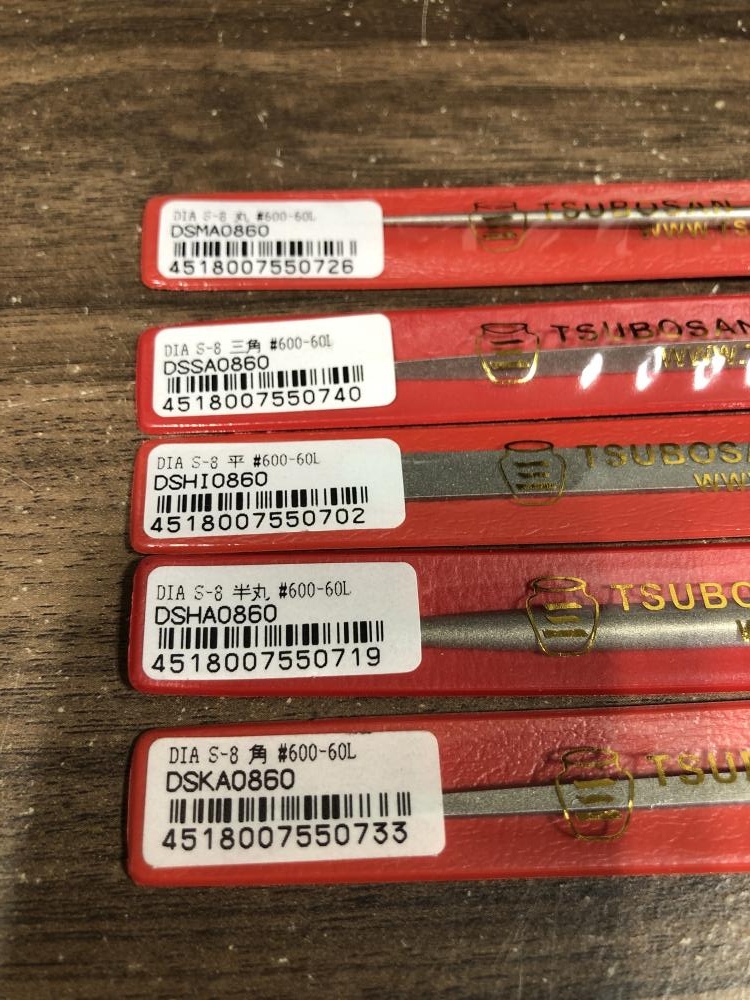 DIA S-8 丸 #600-60L
DSMA0860
4518007550726
TSUBOSAN
DIA S-8 三角 #600-60L
DSSA0860
4518007550740
TSUBOSAN
DIA S-8 平 #600-60L
DSHI0860
4518007550702
TSUBOSA
DIA S-8 半丸 #600-60L
DSHA0860
4518007550719
TSUBO
DIA S-8 角 #600-60L
DSKA0860
4518007550733
TSU